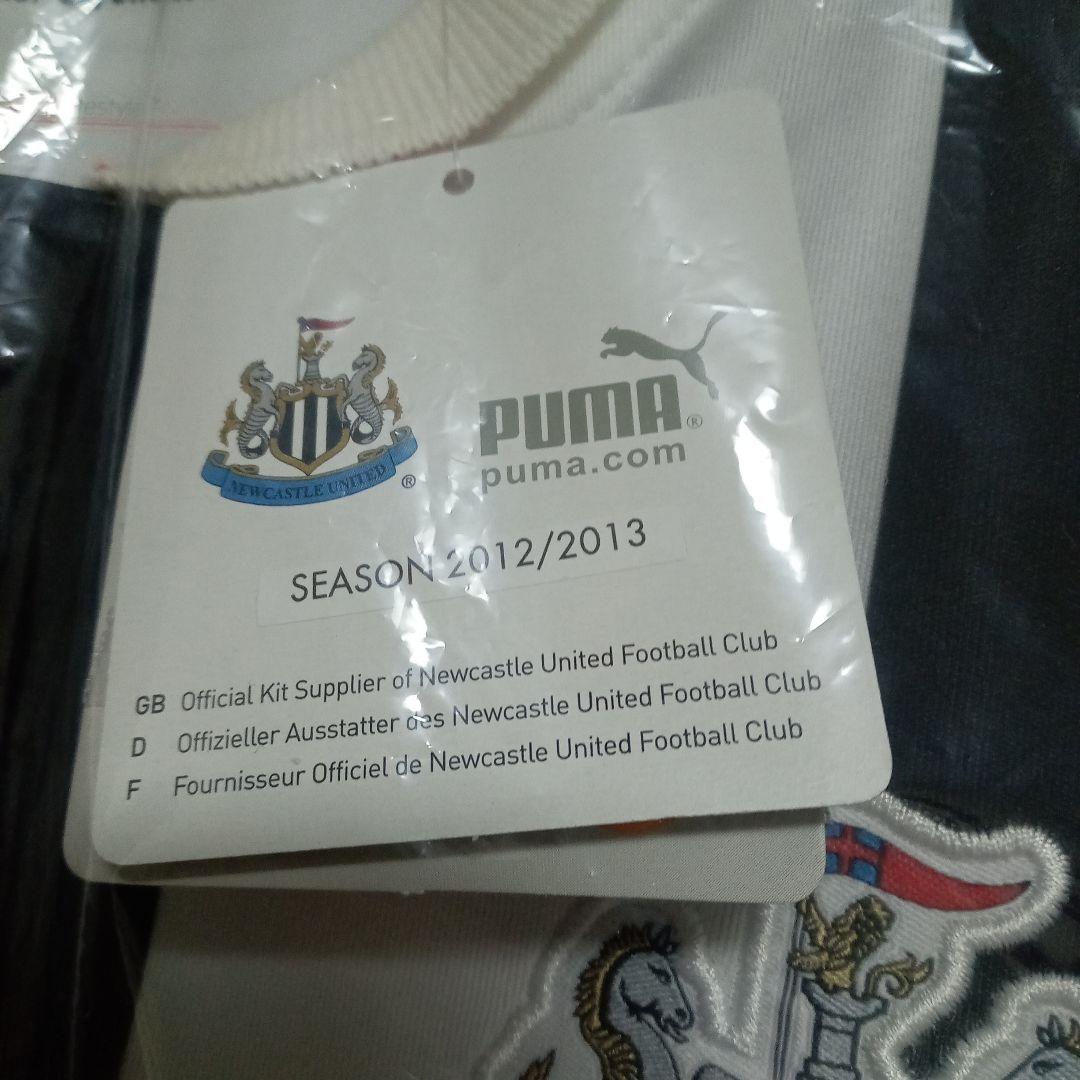 NEWCASTLE UNITED ®
PUMA ®
puma.com
SEASON 2012/2013
GB Official Kit Supplier of Newcastle United Football Club
D Offizieller Ausstatter des Newcastle United Football Club
F Fournisseur Officiel de Newcastle United Football Club